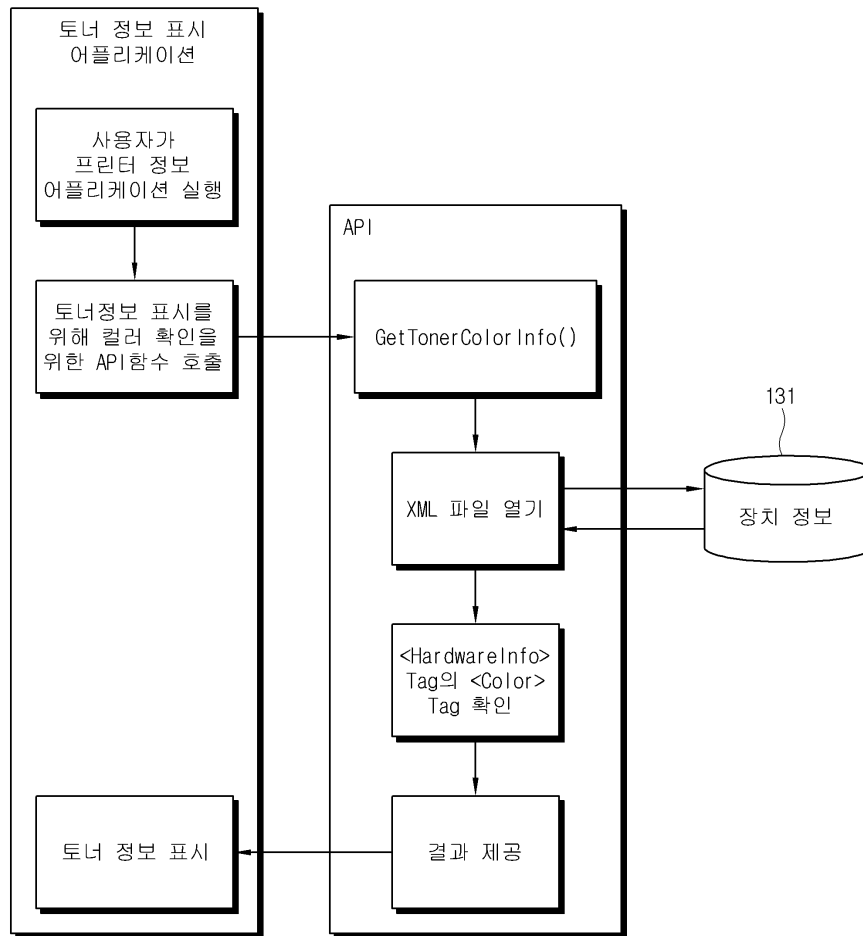 토너 정보 표시
어플리케이션
사용자가
프린터 정보
어플리케이션 실행
토너정보 표시를
위해 컬러 확인을
위한 API함수 호출
API
GetTonerColorInfo()
XML 파일 열기
131
장치 정보
<HardwareInfo>
Tag의 <Color>
Tag 확인
결과 제공
토너 정보 표시